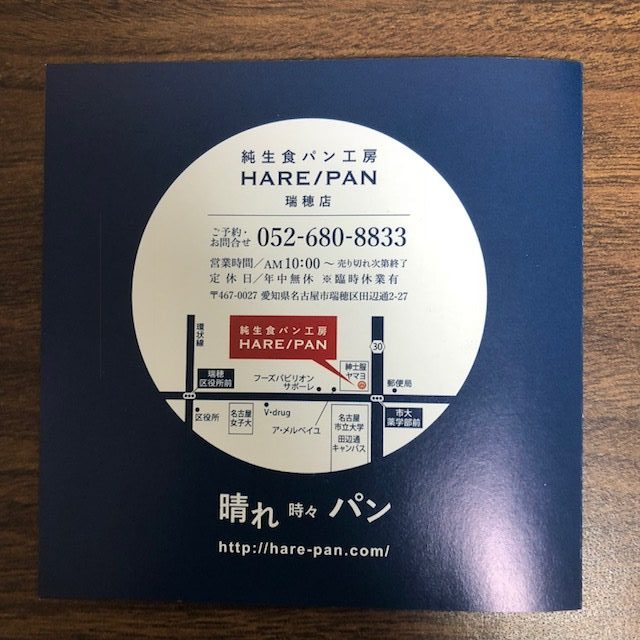 純生食パン工房
HARE/PAN
瑞穂店
ご予約・
お問合せ 052-680-8833
営業時間/AM10:00〜売り切れ次第終了
定休日/年中無休 ※臨時休業有
〒467-0027 愛知県名古屋市瑞穂区田辺通2-27
環状線
純生食パン工房
HARE/PAN
30
瑞穂
区役所前
フーズパビリオン
サポーレ
紳士服
ヤマヨ
郵便局
区役所
名古屋
女子大
V・drug
ア・メルベイユ
名古屋
市立大学
田辺通
キャンパス
市大
薬学部前
晴れ 時々 パン
http://hare-pan.com/